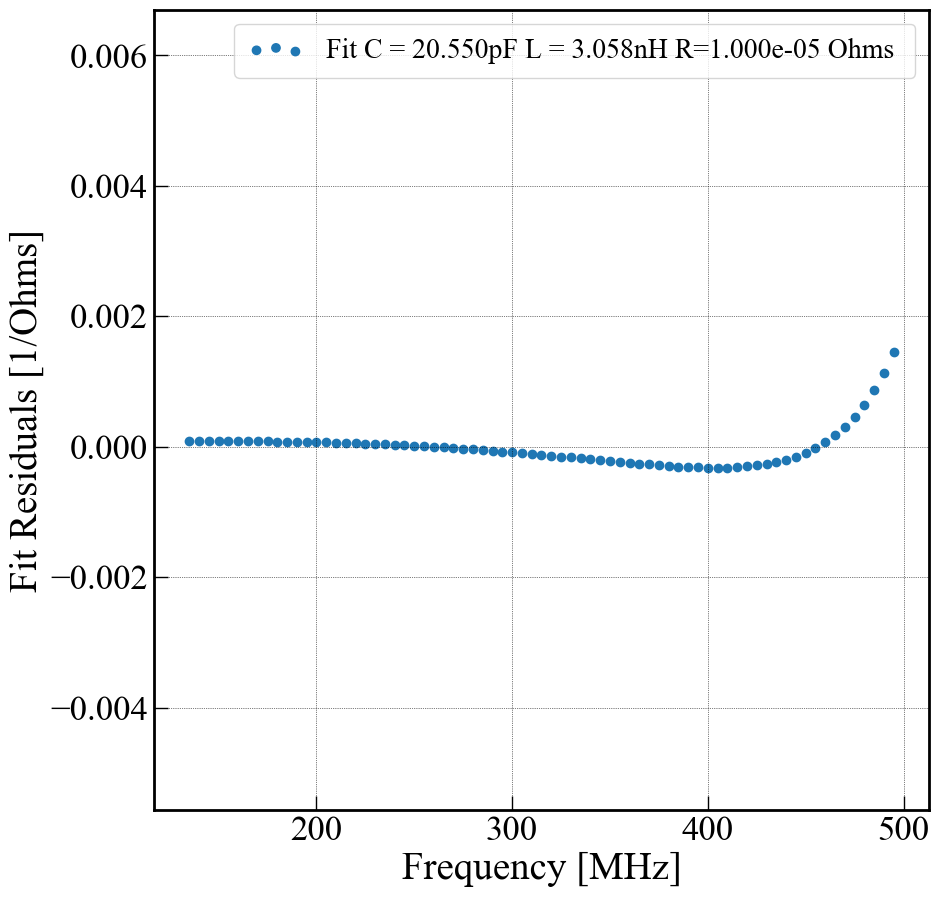 Fit C = 20.550pF L = 3.058nH R=1.000e-05 Ohms
0.006
0.004
0.002
0.000
−0.002
−0.004
Fit Residuals [1/Ohms]
200 300 400 500
Frequency [MHz]